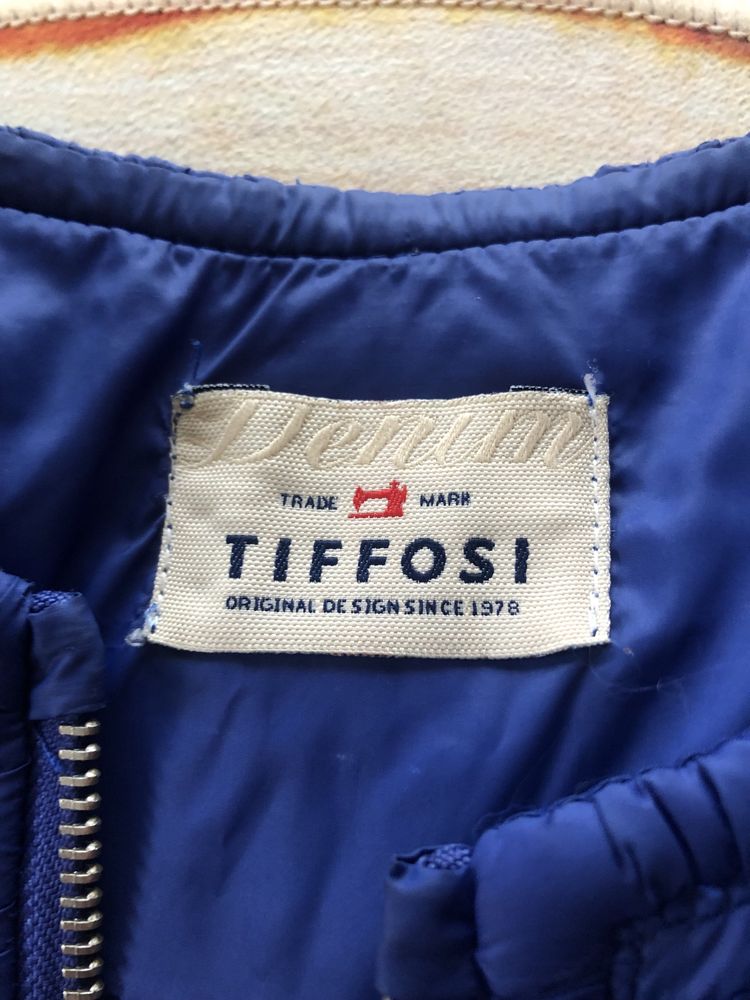 Denim
TRADE MARK
TIFFOSI
ORIGINAL DESIGN SINCE 1978